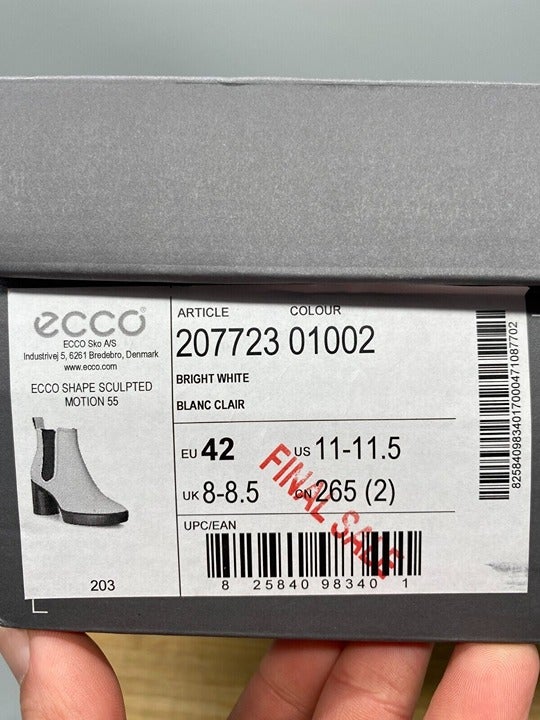 ecco
ECCO Sko A/S
Industrivej 5, 6261 Bredebro, Denmark
www.ecco.com
ECCO SHAPE SCULPTED
MOTION 55
203
ARTICLE COLOUR
207723 01002
BRIGHT WHITE
BLANC CLAIR
EU 42 US 11-11.5
UK 8-8.5 CN 265 (2)
FINAL SALE
UPC/EAN
8 25840 98340 1
8258409834017000471087702